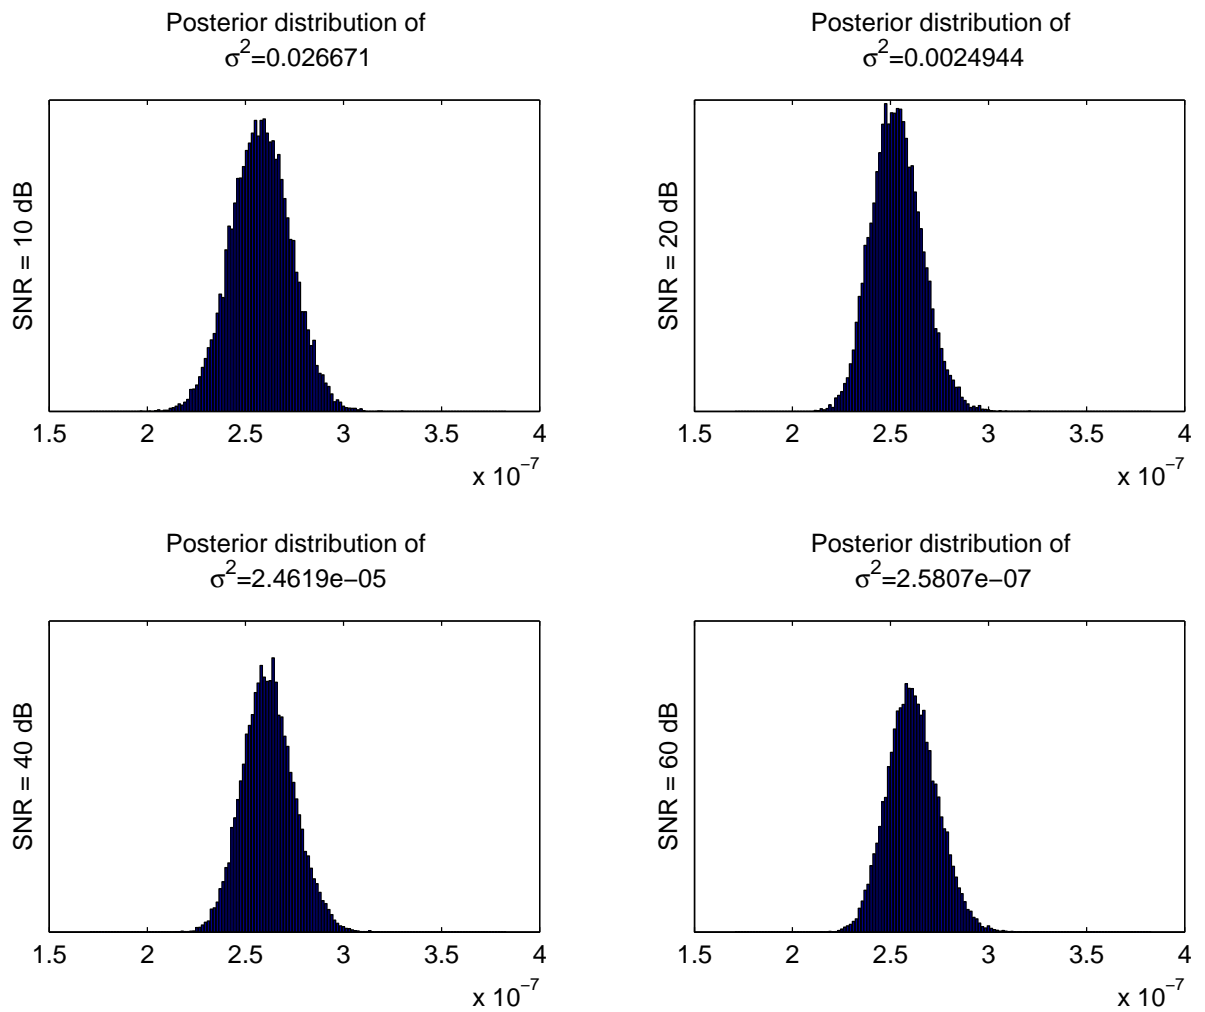 Posterior distribution of
σ²=0.026671
SNR = 10 dB
1.5 2 2.5 3 3.5 4
x 10⁻⁷
Posterior distribution of
σ²=0.0024944
SNR = 20 dB
1.5 2 2.5 3 3.5 4
x 10⁻⁷
Posterior distribution of
σ²=2.4619e−05
SNR = 40 dB
1.5 2 2.5 3 3.5 4
x 10⁻⁷
Posterior distribution of
σ²=2.5807e−07
SNR = 60 dB
1.5 2 2.5 3 3.5 4
x 10⁻⁷